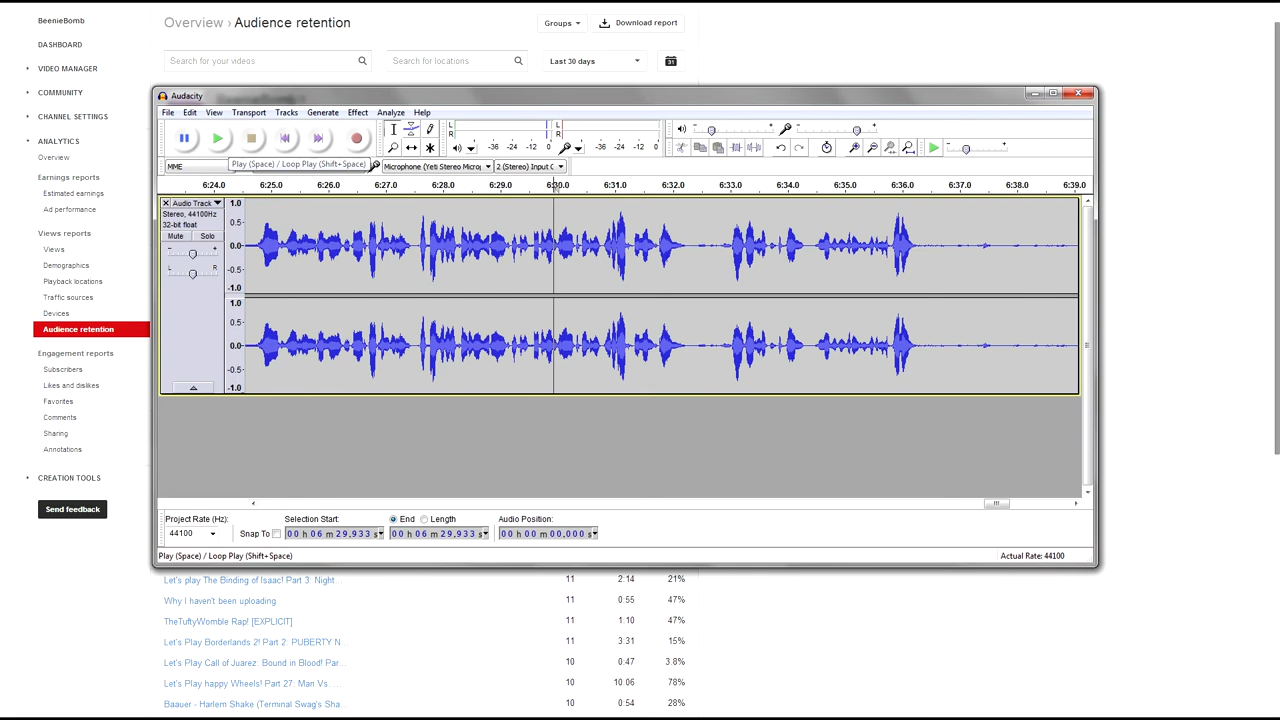 BeenieBomb
Overview › Audience retention
Groups
Download report
DASHBOARD
Search for your videos
Search for locations
Last 30 days
31
VIDEO MANAGER
COMMUNITY
CHANNEL SETTINGS
ANALYTICS
Overview
Earnings reports
Estimated earnings
Ad performance
Views reports
Views
Demographics
Playback locations
Traffic sources
Devices
Audience retention
Engagement reports
Subscribers
Likes and dislikes
Favorites
Comments
Sharing
Annotations
CREATION TOOLS
Send feedback
Audacity
File Edit View Transport Tracks Generate Effect Analyze Help
L
R
-36 -24 -12 0
L
R
-36 -24 -12 0
Play (Space) / Loop Play (Shift+Space)
MME
Microphone (Yeti Stereo Microp
2 (Stereo) Input C
6:24.0 6:25.0 6:26.0 6:27.0 6:28.0 6:29.0 6:30.0 6:31.0 6:32.0 6:33.0 6:34.0 6:35.0 6:36.0 6:37.0 6:38.0 6:39.0
Audio Track
Stereo, 44100Hz
32-bit float
Mute Solo
- +
L R
1.0
0.5
0.0
-0.5
-1.0
1.0
0.5
0.0
-0.5
-1.0
Project Rate (Hz):
44100
Snap To
Selection Start:
00 h 06 m 29,933 s
End Length
00 h 06 m 29,933 s
Audio Position:
00 h 00 m 00,000 s
Play (Space) / Loop Play (Shift+Space)
Actual Rate: 44100
Let's play The Binding of Isaac! Part 3: Night... 11 2:14 21%
Why I haven't been uploading 11 0:55 47%
TheTuftyWomble Rap! [EXPLICIT] 11 1:10 47%
Let's Play Borderlands 2! Part 2: PUBERTY N... 11 3:31 15%
Let's Play Call of Juarez: Bound in Blood! Par... 10 0:47 3.8%
Let's Play happy Wheels! Part 27: Man Vs. ... 10 10:06 78%
Baauer - Harlem Shake (Terminal Swag's Sha... 10 0:54 28%